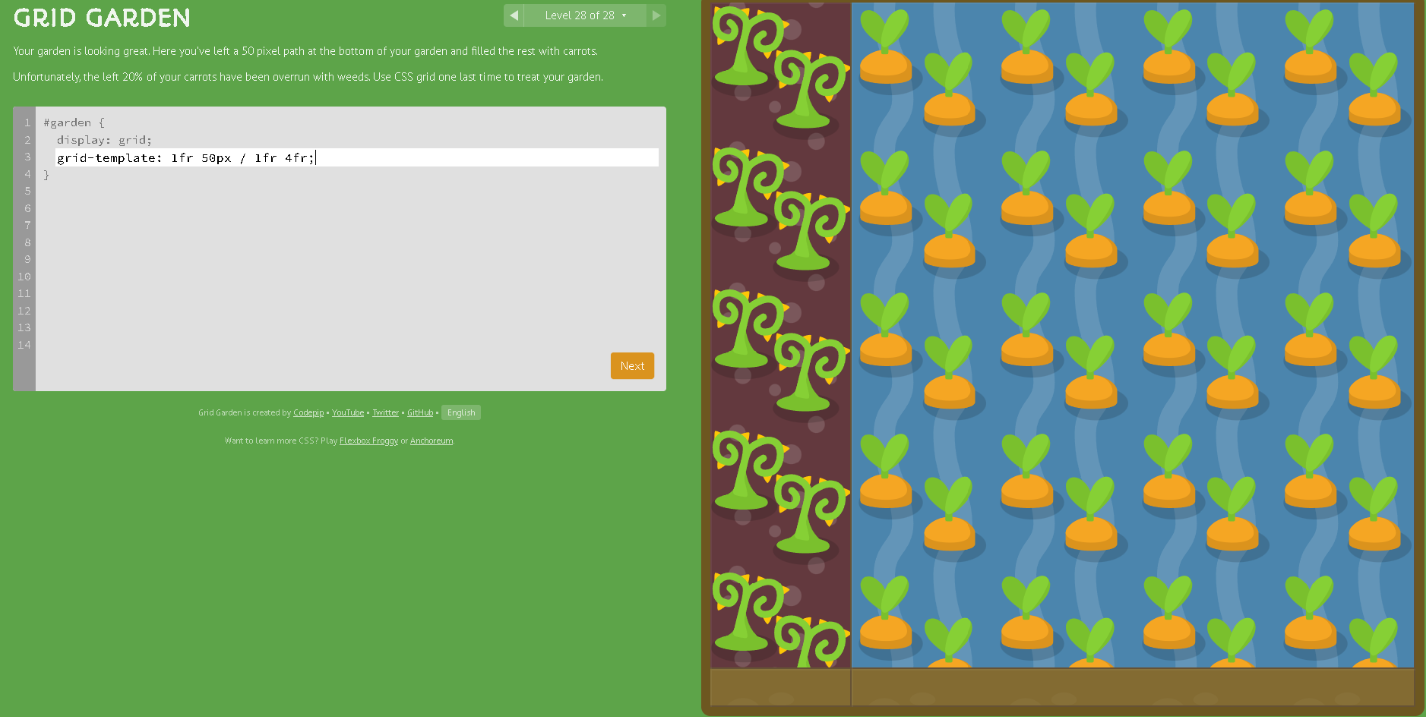 GRID GARDEN
◀ Level 28 of 28 ▾ ▶
Your garden is looking great. Here you've left a 50 pixel path at the bottom of your garden and filled the rest with carrots.
Unfortunately, the left 20% of your carrots have been overrun with weeds. Use CSS grid one last time to treat your garden.
1 #garden {
2 display: grid;
3 grid-template: 1fr 50px / 1fr 4fr;
4 }
5
6
7
8
9
10
11
12
13
14
Next
Grid Garden is created by Codepip • YouTube • Twitter • GitHub • English
Want to learn more CSS? Play Flexbox Froggy or Anchoreum.